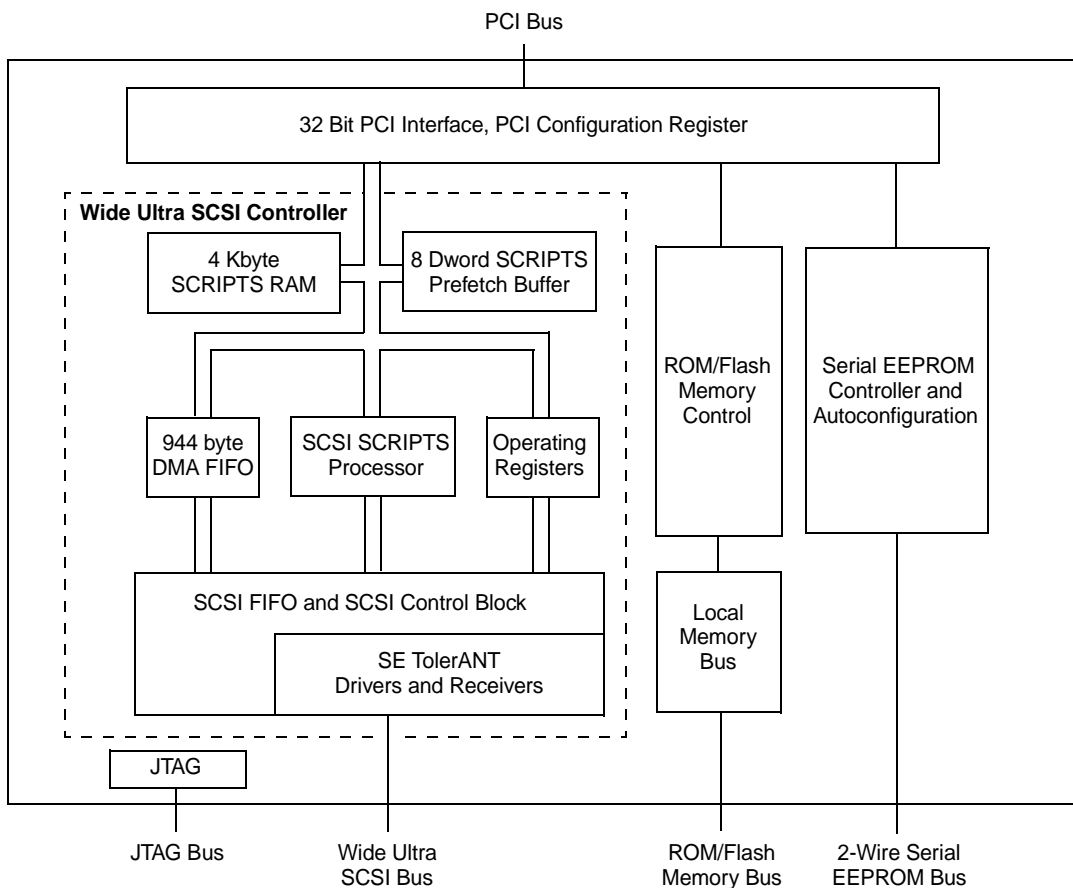 PCI Bus
32 Bit PCI Interface, PCI Configuration Register
Wide Ultra SCSI Controller
4 Kbyte
SCRIPTS RAM
8 Dword SCRIPTS
Prefetch Buffer
ROM/Flash
Memory
Control
Serial EEPROM
Controller and
Autoconfiguration
944 byte
DMA FIFO
SCSI SCRIPTS
Processor
Operating
Registers
SCSI FIFO and SCSI Control Block
SE TolerANT
Drivers and Receivers
Local
Memory
Bus
JTAG
JTAG Bus
Wide Ultra
SCSI Bus
ROM/Flash
Memory Bus
2-Wire Serial
EEPROM Bus